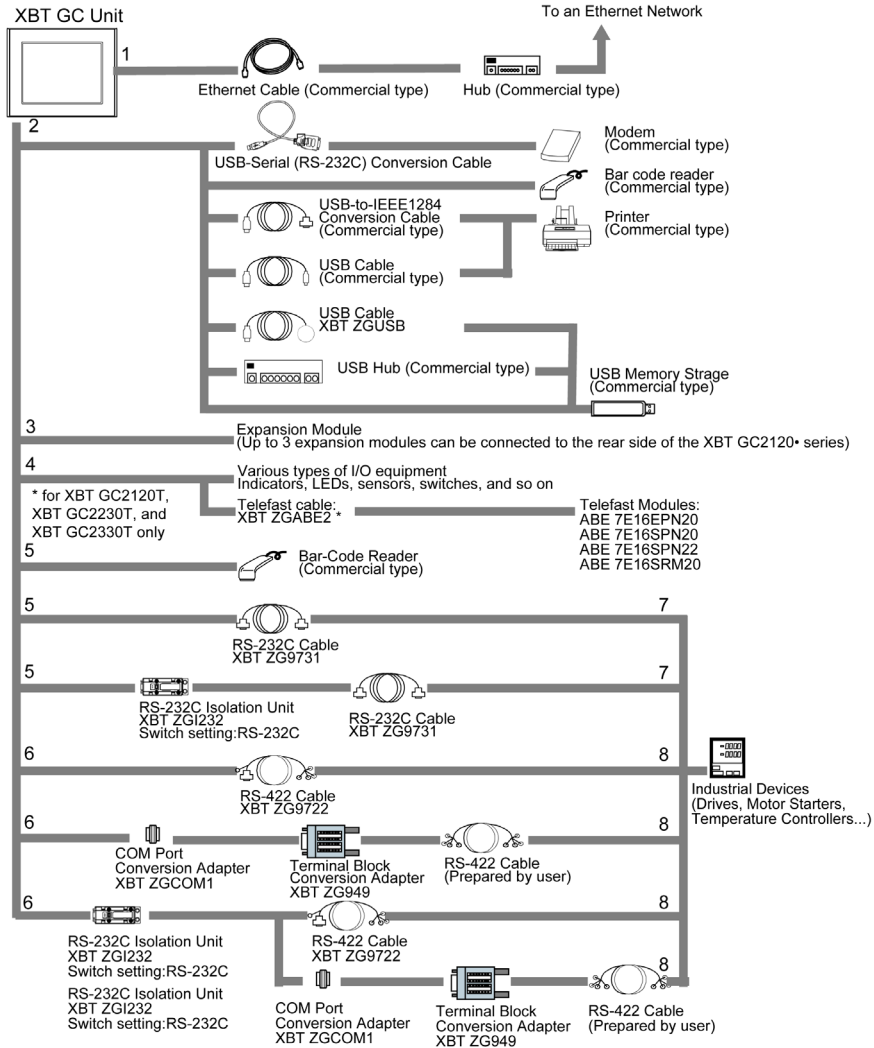 XBT GC Unit
To an Ethernet Network
1
Ethernet Cable (Commercial type)
Hub (Commercial type)
2
USB-Serial (RS-232C) Conversion Cable
Modem
(Commercial type)
Bar code reader
(Commercial type)
USB-to-IEEE1284
Conversion Cable
(Commercial type)
Printer
(Commercial type)
USB Cable
(Commercial type)
USB Cable
XBT ZGUSB
USB Hub (Commercial type)
USB Memory Strage
(Commercial type)
3
Expansion Module
(Up to 3 expansion modules can be connected to the rear side of the XBT GC2120• series)
4
Various types of I/O equipment
Indicators, LEDs, sensors, switches, and so on
* for XBT GC2120T,
XBT GC2230T, and
XBT GC2330T only
Telefast cable:
XBT ZGABE2 *
Telefast Modules:
ABE 7E16EPN20
ABE 7E16SPN20
ABE 7E16SPN22
ABE 7E16SRM20
5
Bar-Code Reader
(Commercial type)
5
7
RS-232C Cable
XBT ZG9731
5
7
RS-232C Isolation Unit
XBT ZGI232
Switch setting:RS-232C
RS-232C Cable
XBT ZG9731
6
8
RS-422 Cable
XBT ZG9722
Industrial Devices
(Drives, Motor Starters,
Temperature Controllers...)
6
8
COM Port
Conversion Adapter
XBT ZGCOM1
Terminal Block
Conversion Adapter
XBT ZG949
RS-422 Cable
(Prepared by user)
6
8
RS-232C Isolation Unit
XBT ZGI232
Switch setting:RS-232C
RS-422 Cable
XBT ZG9722
8
RS-232C Isolation Unit
XBT ZGI232
Switch setting:RS-232C
COM Port
Conversion Adapter
XBT ZGCOM1
Terminal Block
Conversion Adapter
XBT ZG949
RS-422 Cable
(Prepared by user)